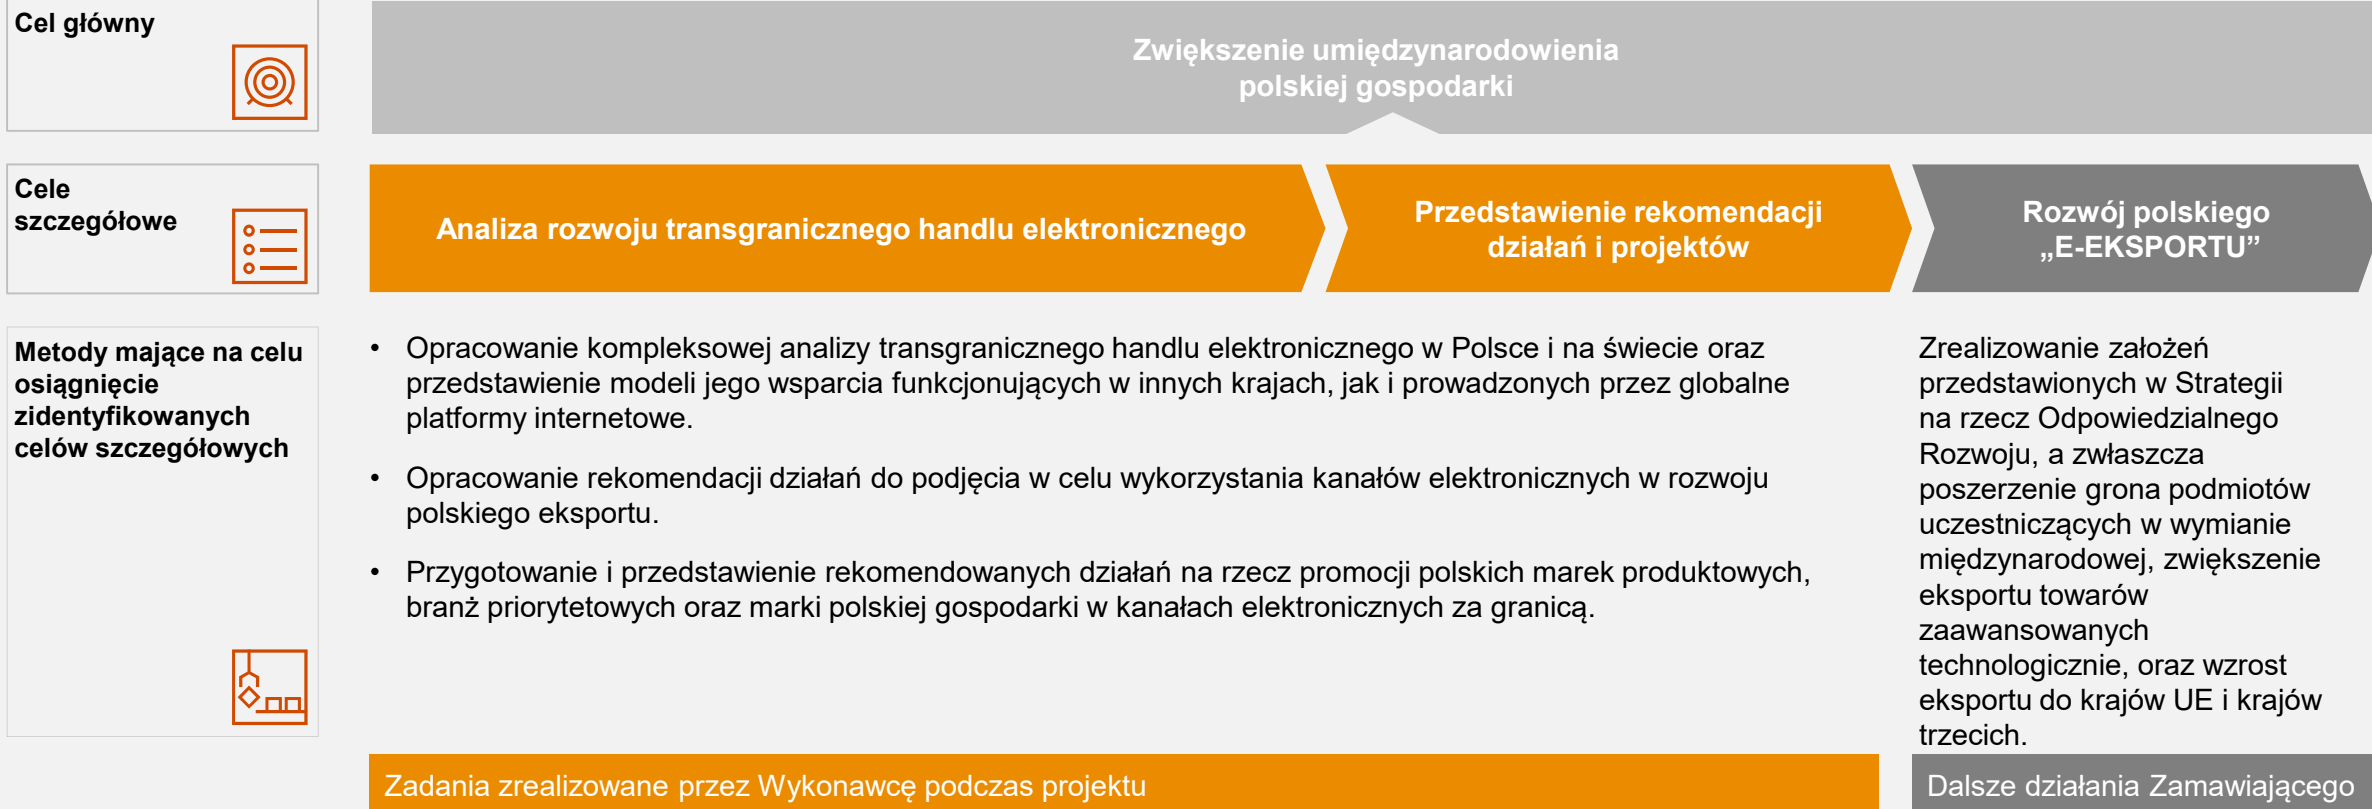 Cel główny
Zwiększenie umiędzynarodowienia
polskiej gospodarki
Cele
szczegółowe
Analiza rozwoju transgranicznego handlu elektronicznego
Przedstawienie rekomendacji
działań i projektów
Rozwój polskiego
„E-EKSPORTU”
Metody mające na celu
osiągnięcie
zidentyfikowanych
celów szczegółowych
• Opracowanie kompleksowej analizy transgranicznego handlu elektronicznego w Polsce i na świecie oraz
przedstawienie modeli jego wsparcia funkcjonujących w innych krajach, jak i prowadzonych przez globalne
platformy internetowe.
• Opracowanie rekomendacji działań do podjęcia w celu wykorzystania kanałów elektronicznych w rozwoju
polskiego eksportu.
• Przygotowanie i przedstawienie rekomendowanych działań na rzecz promocji polskich marek produktowych,
branż priorytetowych oraz marki polskiej gospodarki w kanałach elektronicznych za granicą.
Zrealizowanie założeń
przedstawionych w Strategii
na rzecz Odpowiedzialnego
Rozwoju, a zwłaszcza
poszerzenie grona podmiotów
uczestniczących w wymianie
międzynarodowej, zwiększenie
eksportu towarów
zaawansowanych
technologicznie, oraz wzrost
eksportu do krajów UE i krajów
trzecich.
Zadania zrealizowane przez Wykonawcę podczas projektu
Dalsze działania Zamawiającego